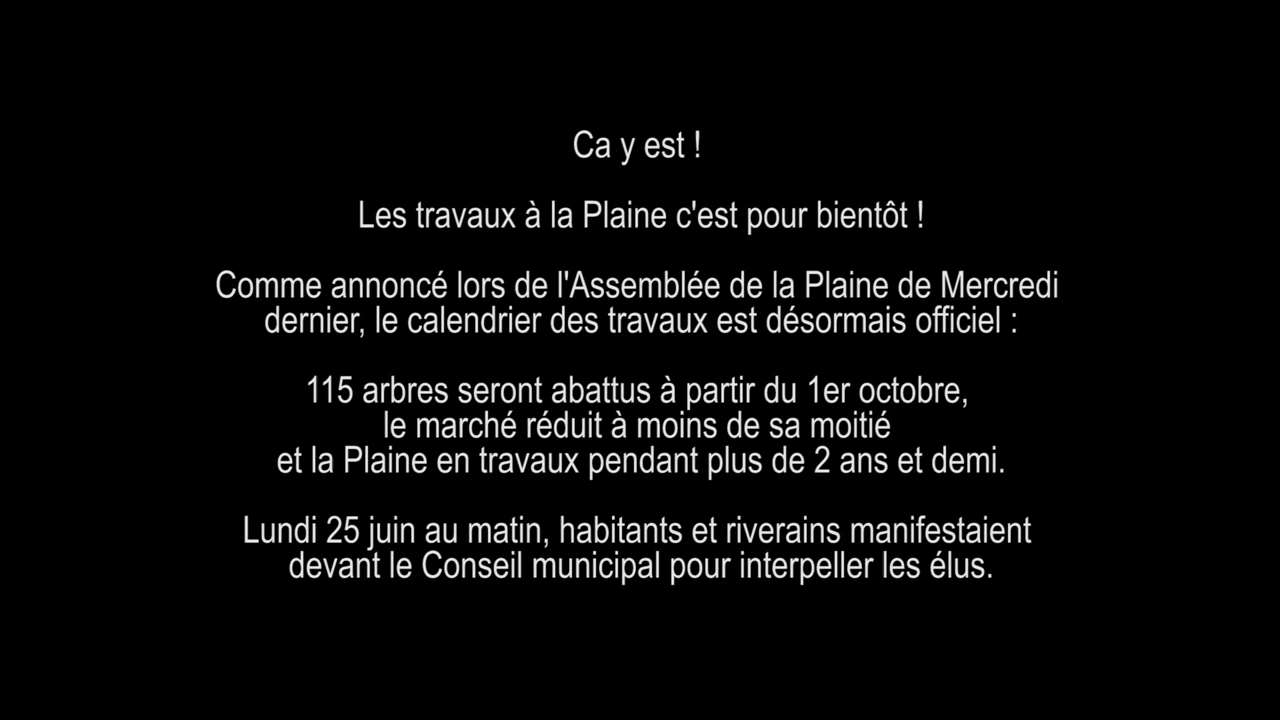 Ca y est !
Les travaux à la Plaine c'est pour bientôt !
Comme annoncé lors de l'Assemblée de la Plaine de Mercredi
dernier, le calendrier des travaux est désormais officiel :
115 arbres seront abattus à partir du 1er octobre,
le marché réduit à moins de sa moitié
et la Plaine en travaux pendant plus de 2 ans et demi.
Lundi 25 juin au matin, habitants et riverains manifestaient
devant le Conseil municipal pour interpeller les élus.